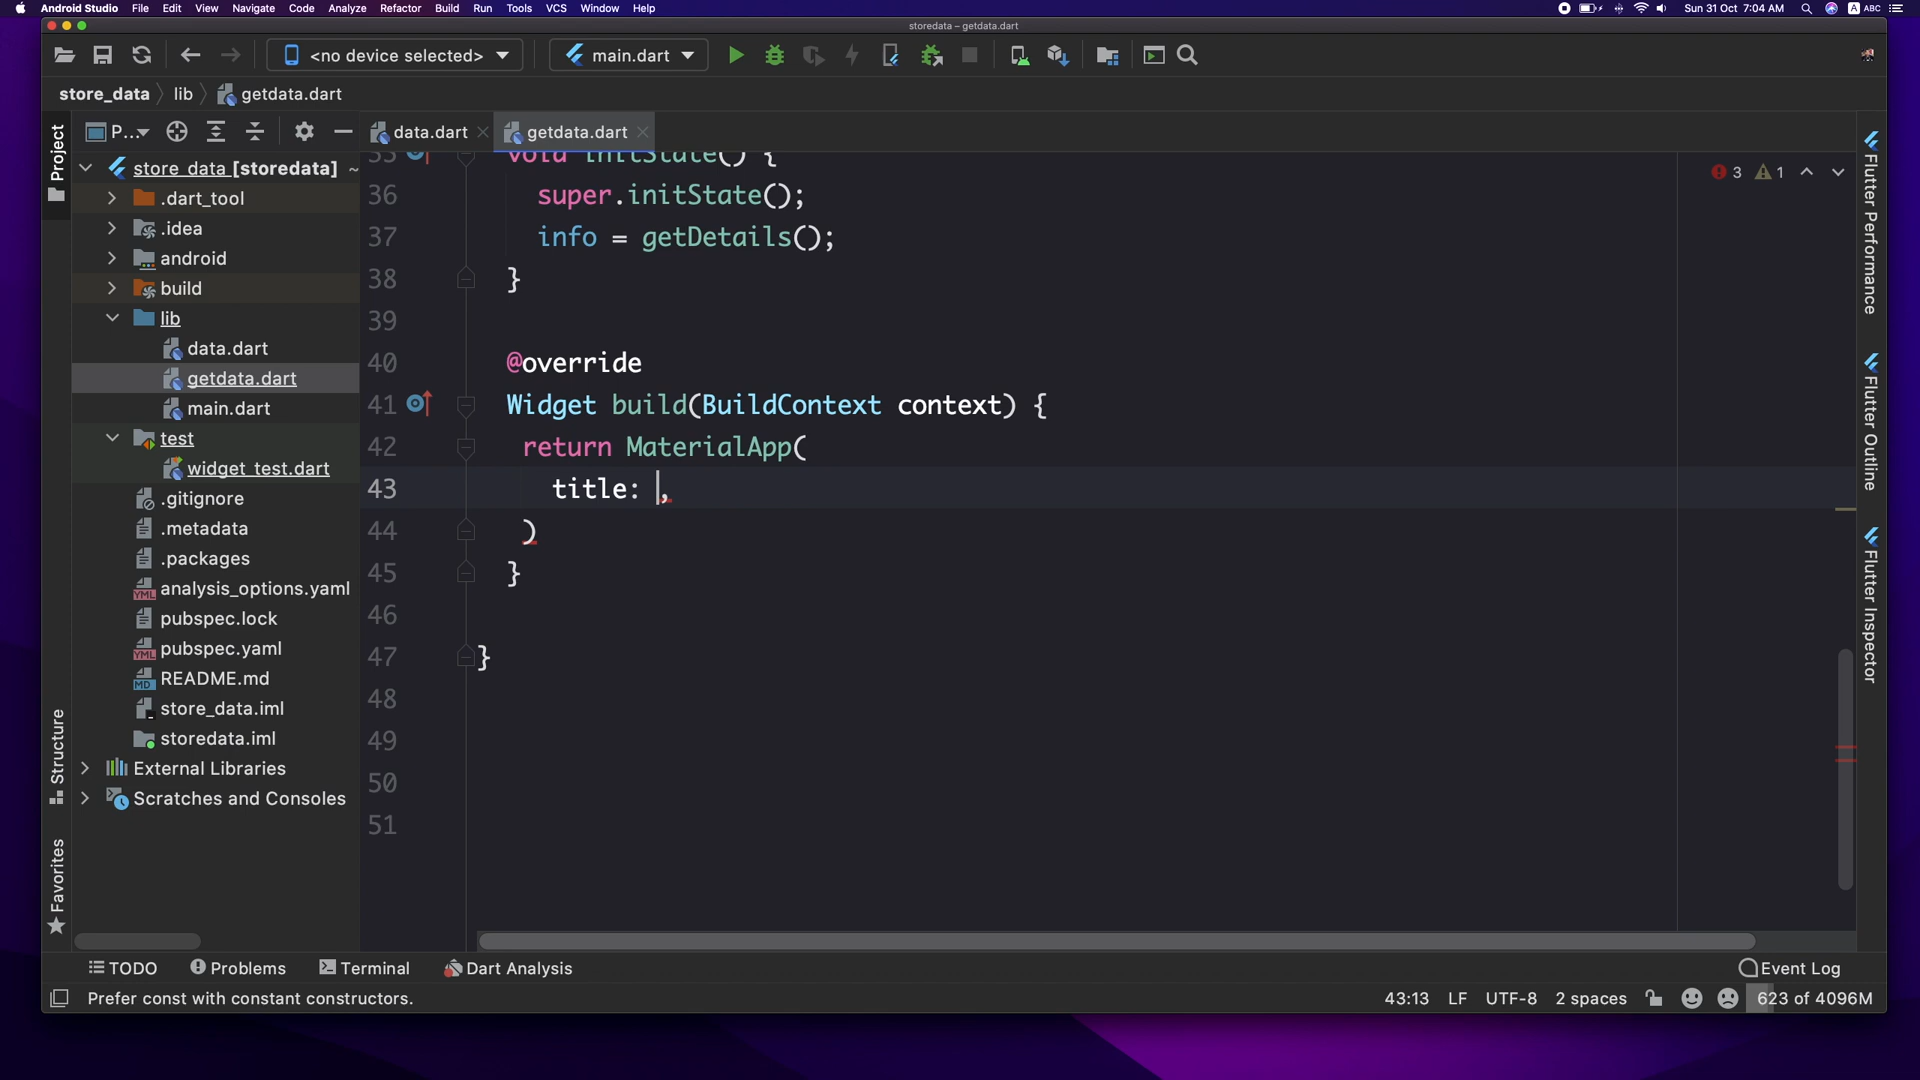 Android Studio File Edit View Navigate Code Analyze Refactor Build Run Tools VCS Window Help
A ABC Sun 31 Oct 7:04 AM
storedata – getdata.dart
<no device selected> main.dart
store_data lib getdata.dart
P... data.dart getdata.dart
Project
store_data [storedata] ~
.dart_tool
.idea
android
build
lib
data.dart
getdata.dart
main.dart
test
widget_test.dart
.gitignore
.metadata
.packages
analysis_options.yaml
pubspec.lock
pubspec.yaml
README.md
store_data.iml
storedata.iml
External Libraries
Scratches and Consoles
Structure
Favorites
3 1
35 void initState() {
36 super.initState();
37 info = getDetails();
38 }
39
40 @override
41 Widget build(BuildContext context) {
42 return MaterialApp(
43 title: ,
44 )
45 }
46
47 }
48
49
50
51
Flutter Performance
Flutter Outline
Flutter Inspector
TODO Problems Terminal Dart Analysis Event Log
Prefer const with constant constructors. 43:13 LF UTF-8 2 spaces 623 of 4096M